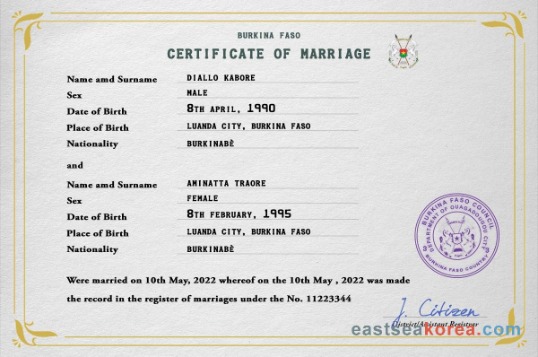 BURKINA FASO
CERTIFICATE OF MARRIAGE
Name amd Surname DIALLO KABORE
Sex MALE
Date of Birth 8TH APRIL, 1990
Place of Birth LUANDA CITY, BURKINA FASO
Nationality BURKINABÈ
and
Name amd Surname AMINATTA TRAORE
Sex FEMALE
Date of Birth 8TH FEBRUARY, 1995
Place of Birth LUANDA CITY, BURKINA FASO
Nationality BURKINABÈ
BURKINA FASO COUNCIL
DEPARTMENT OF OUAGADOUGOU CITY
BURKINA FASO COUNTRY
Were married on 10th May, 2022 whereof on the 10th May , 2022 was made
the record in the register of marriages under the No. 11223344
J. Citizen
District/Assistant Registrar
eastseakorea.com